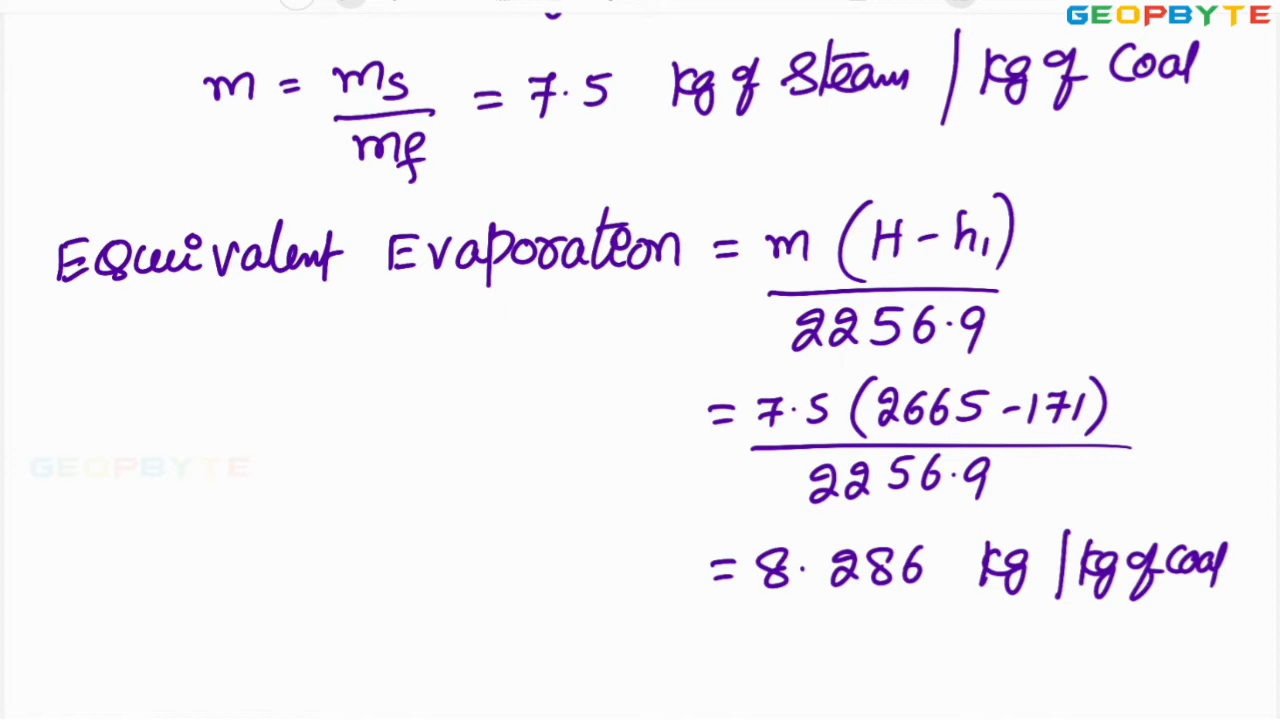 GEOPBYTE
m = ms/mf = 7.5 kg of Steam / kg of Coal
Equivalent Evaporation = m (H - h₁)
2256.9
= 7.5 (2665 - 171)
2256.9
GEOPBYTE
= 8.286 kg / kg of coal